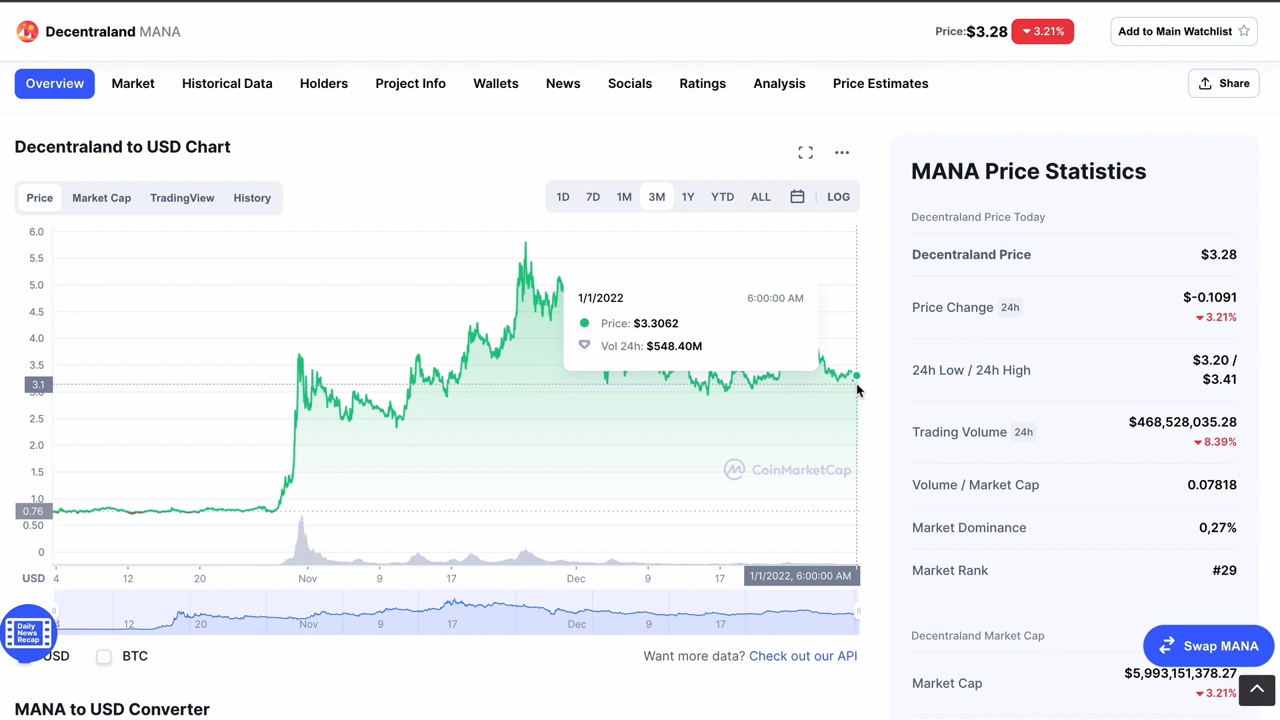 Decentraland MANA
Price:$3.28
3.21%
Add to Main Watchlist
Overview
Market
Historical Data
Holders
Project Info
Wallets
News
Socials
Ratings
Analysis
Price Estimates
Share
Decentraland to USD Chart
Price
Market Cap
TradingView
History
1D
7D
1M
3M
1Y
YTD
ALL
LOG
6.0
5.5
5.0
4.5
4.0
3.5
3.1
3.0
2.5
2.0
1.5
1.0
0.76
0.50
0
1/1/2022 6:00:00 AM
Price: $3.3062
Vol 24h: $548.40M
CoinMarketCap
USD
4
12
20
Nov
9
17
Dec
9
17
1/1/2022, 6:00:00 AM
4
12
20
Nov
9
17
Dec
9
17
Daily
News
Recap
USD
BTC
Want more data? Check out our API
MANA to USD Converter
MANA Price Statistics
Decentraland Price Today
Decentraland Price
$3.28
Price Change 24h
$-0.1091
3.21%
24h Low / 24h High
$3.20 /
$3.41
Trading Volume 24h
$468,528,035.28
8.39%
Volume / Market Cap
0.07818
Market Dominance
0,27%
Market Rank
#29
Decentraland Market Cap
Swap MANA
Market Cap
$5,993,151,378.27
3.21%